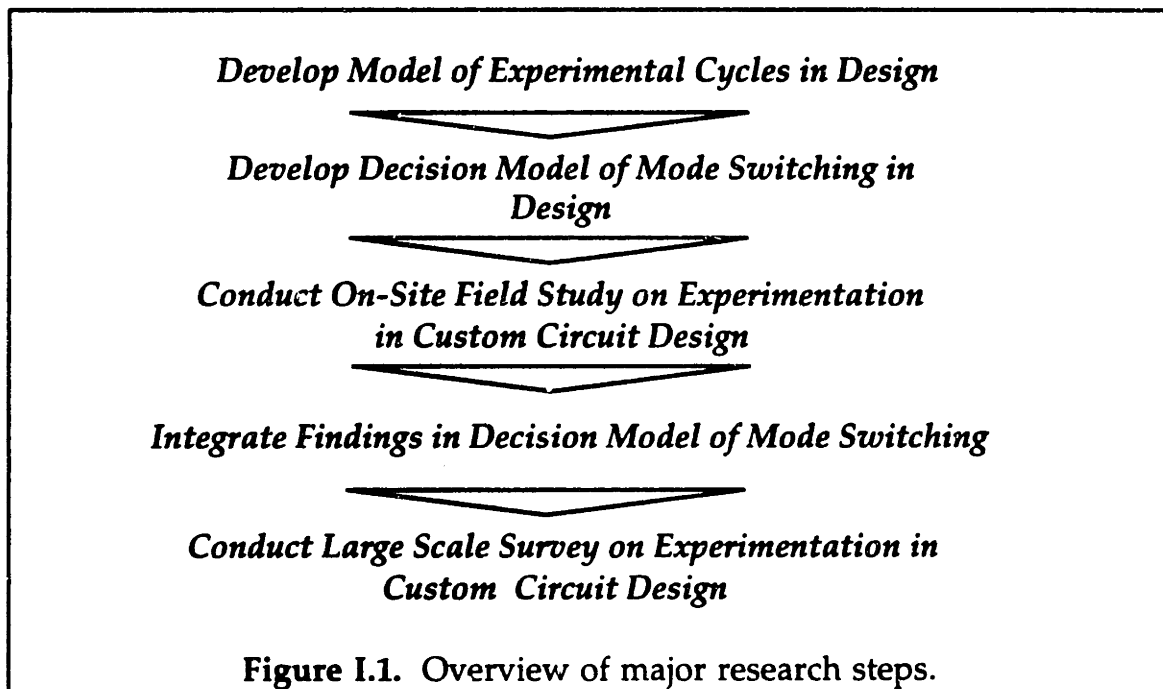 Develop Model of Experimental Cycles in Design
Develop Decision Model of Mode Switching in
Design
Conduct On-Site Field Study on Experimentation
in Custom Circuit Design
Integrate Findings in Decision Model of Mode Switching
Conduct Large Scale Survey on Experimentation in
Custom Circuit Design
Figure I.1. Overview of major research steps.